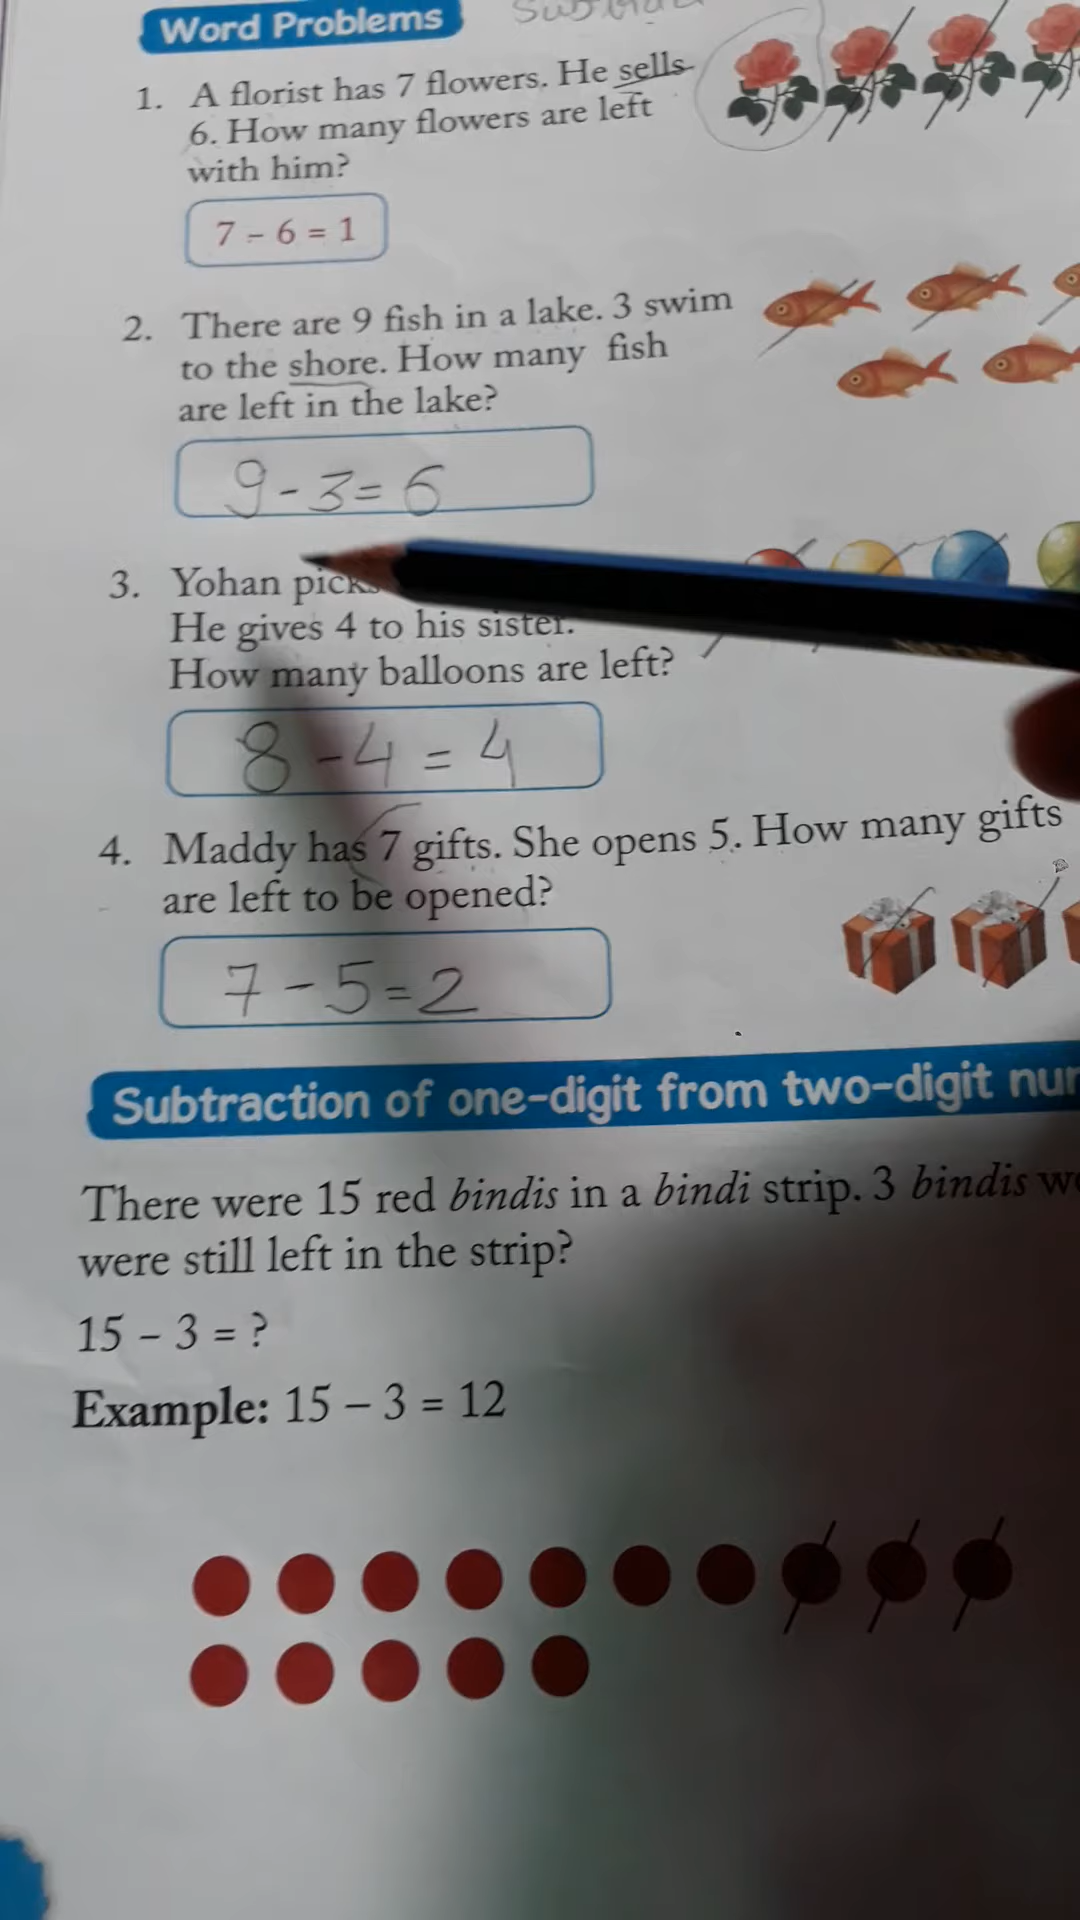 Word Problems
1. A florist has 7 flowers. He sells
6. How many flowers are left
with him?
7 - 6 = 1
2. There are 9 fish in a lake. 3 swim
to the shore. How many fish
are left in the lake?
9 - 3 = 6
3. Yohan picks
He gives 4 to his sister.
How many balloons are left?
8 - 4 = 4
4. Maddy has 7 gifts. She opens 5. How many gifts
are left to be opened?
7 - 5 = 2
Subtraction of one-digit from two-digit
There were 15 red bindis in a bindi strip. 3 bindis
were still left in the strip?
15 - 3 = ?
Example: 15 - 3 = 12